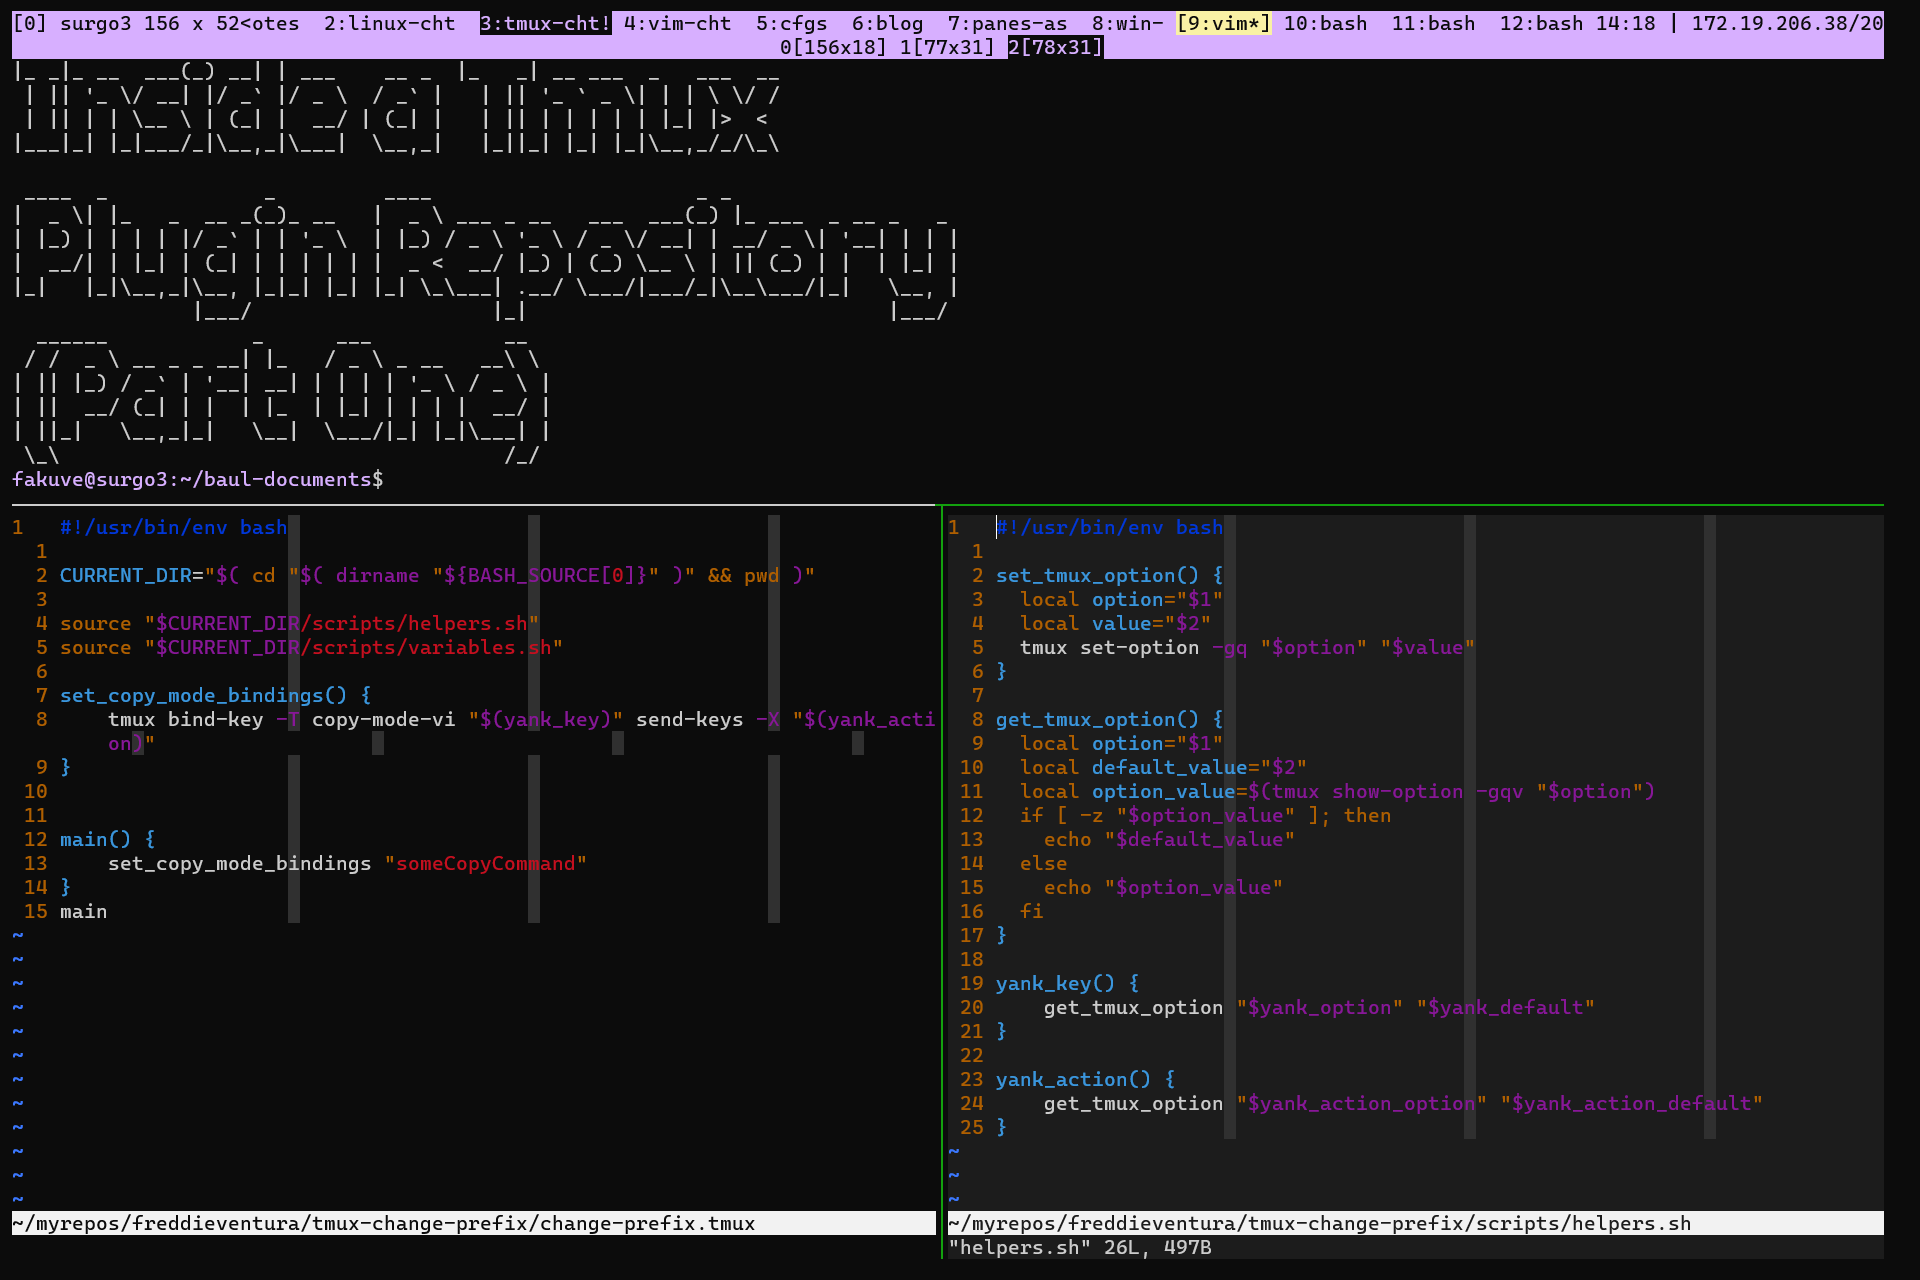 [0] surgo3 156 x 52<otes  2:linux-cht  3:tmux-cht! 4:vim-cht  5:cfgs  6:blog  7:panes-as  8:win- [9:vim*] 10:bash  11:bash  12:bash 14:18 | 172.19.206.38/20
0[156x18] 1[77x31] 2[78x31]
Inside a Tmux
Plugin Repository
(Part One)
fakuve@surgo3:~/baul-documents$
1   #!/usr/bin/env bash
  1
  2 CURRENT_DIR="$( cd "$( dirname "${BASH_SOURCE[0]}" )" && pwd )"
  3
  4 source "$CURRENT_DIR/scripts/helpers.sh"
  5 source "$CURRENT_DIR/scripts/variables.sh"
  6
  7 set_copy_mode_bindings() {
  8     tmux bind-key -T copy-mode-vi "$(yank_key)" send-keys -X "$(yank_acti
        on)"
  9 }
 10
 11
 12 main() {
 13     set_copy_mode_bindings "someCopyCommand"
 14 }
 15 main
~
~
~
~
~
~
~
~
~
~
~
~
~/myrepos/freddieventura/tmux-change-prefix/change-prefix.tmux
1   #!/usr/bin/env bash
  1
  2 set_tmux_option() {
  3   local option="$1"
  4   local value="$2"
  5   tmux set-option -gq "$option" "$value"
  6 }
  7
  8 get_tmux_option() {
  9   local option="$1"
 10   local default_value="$2"
 11   local option_value=$(tmux show-option -gqv "$option")
 12   if [ -z "$option_value" ]; then
 13     echo "$default_value"
 14   else
 15     echo "$option_value"
 16   fi
 17 }
 18
 19 yank_key() {
 20     get_tmux_option "$yank_option" "$yank_default"
 21 }
 22
 23 yank_action() {
 24     get_tmux_option "$yank_action_option" "$yank_action_default"
 25 }
~
~
~
~/myrepos/freddieventura/tmux-change-prefix/scripts/helpers.sh
"helpers.sh" 26L, 497B